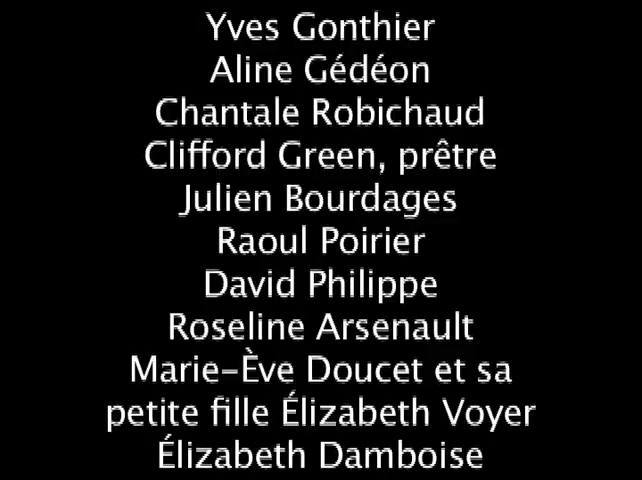 Yves Gonthier
Aline Gédéon
Chantale Robichaud
Clifford Green, prêtre
Julien Bourdages
Raoul Poirier
David Philippe
Roseline Arsenault
Marie-Ève Doucet et sa
petite fille Élizabeth Voyer
Élizabeth Damboise